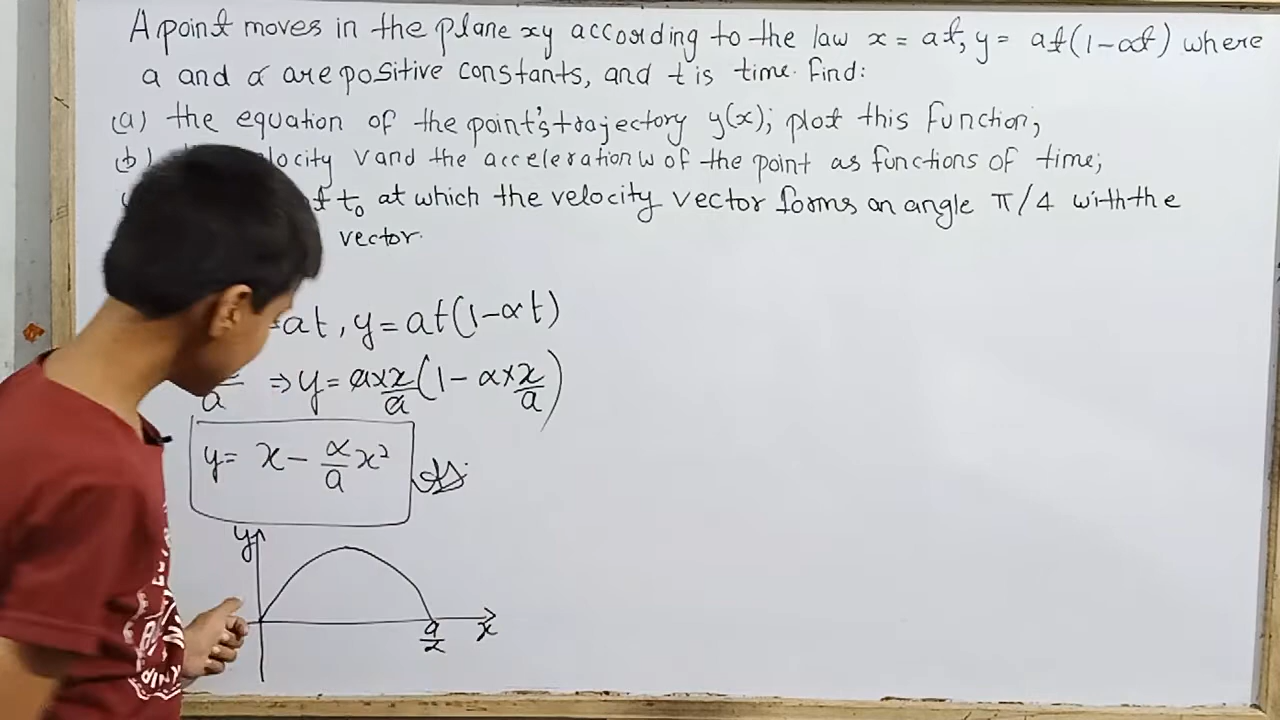 A point moves in the plane xy according to the law x = at, y = at(1-αt) where
a and α are positive constants, and t is time. Find:
(a) the equation of the point's trajectory y(x); plot this function;
(b) locity v and the acceleration w of the point as functions of time;
t₀ at which the velocity vector forms an angle π/4 with the
vector.
=at, y = at(1-αt)
a ⇒ y = a×x/a(1 - α×x/a)
y = x - α/a x²
y
a/α x